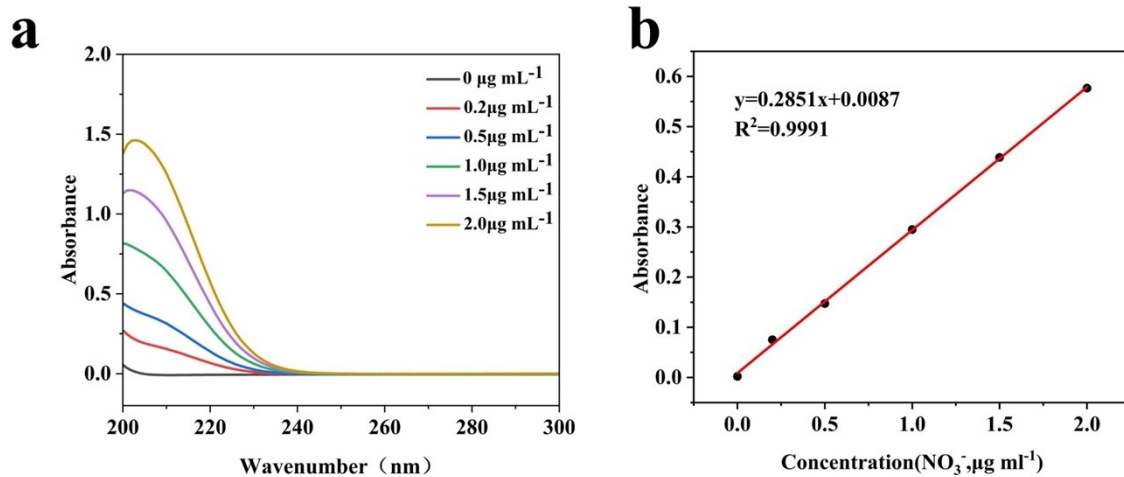 a
2.0
1.5
1.0
0.5
0.0
Absorbance
0 μg mL⁻¹
0.2μg mL⁻¹
0.5μg mL⁻¹
1.0μg mL⁻¹
1.5μg mL⁻¹
2.0μg mL⁻¹
200 220 240 260 280 300
Wavenumber（nm）
b
0.6
0.5
0.4
0.3
0.2
0.1
0.0
Absorbance
y=0.2851x+0.0087
R²=0.9991
0.0 0.5 1.0 1.5 2.0
Concentration(NO₃⁻,μg ml⁻¹)